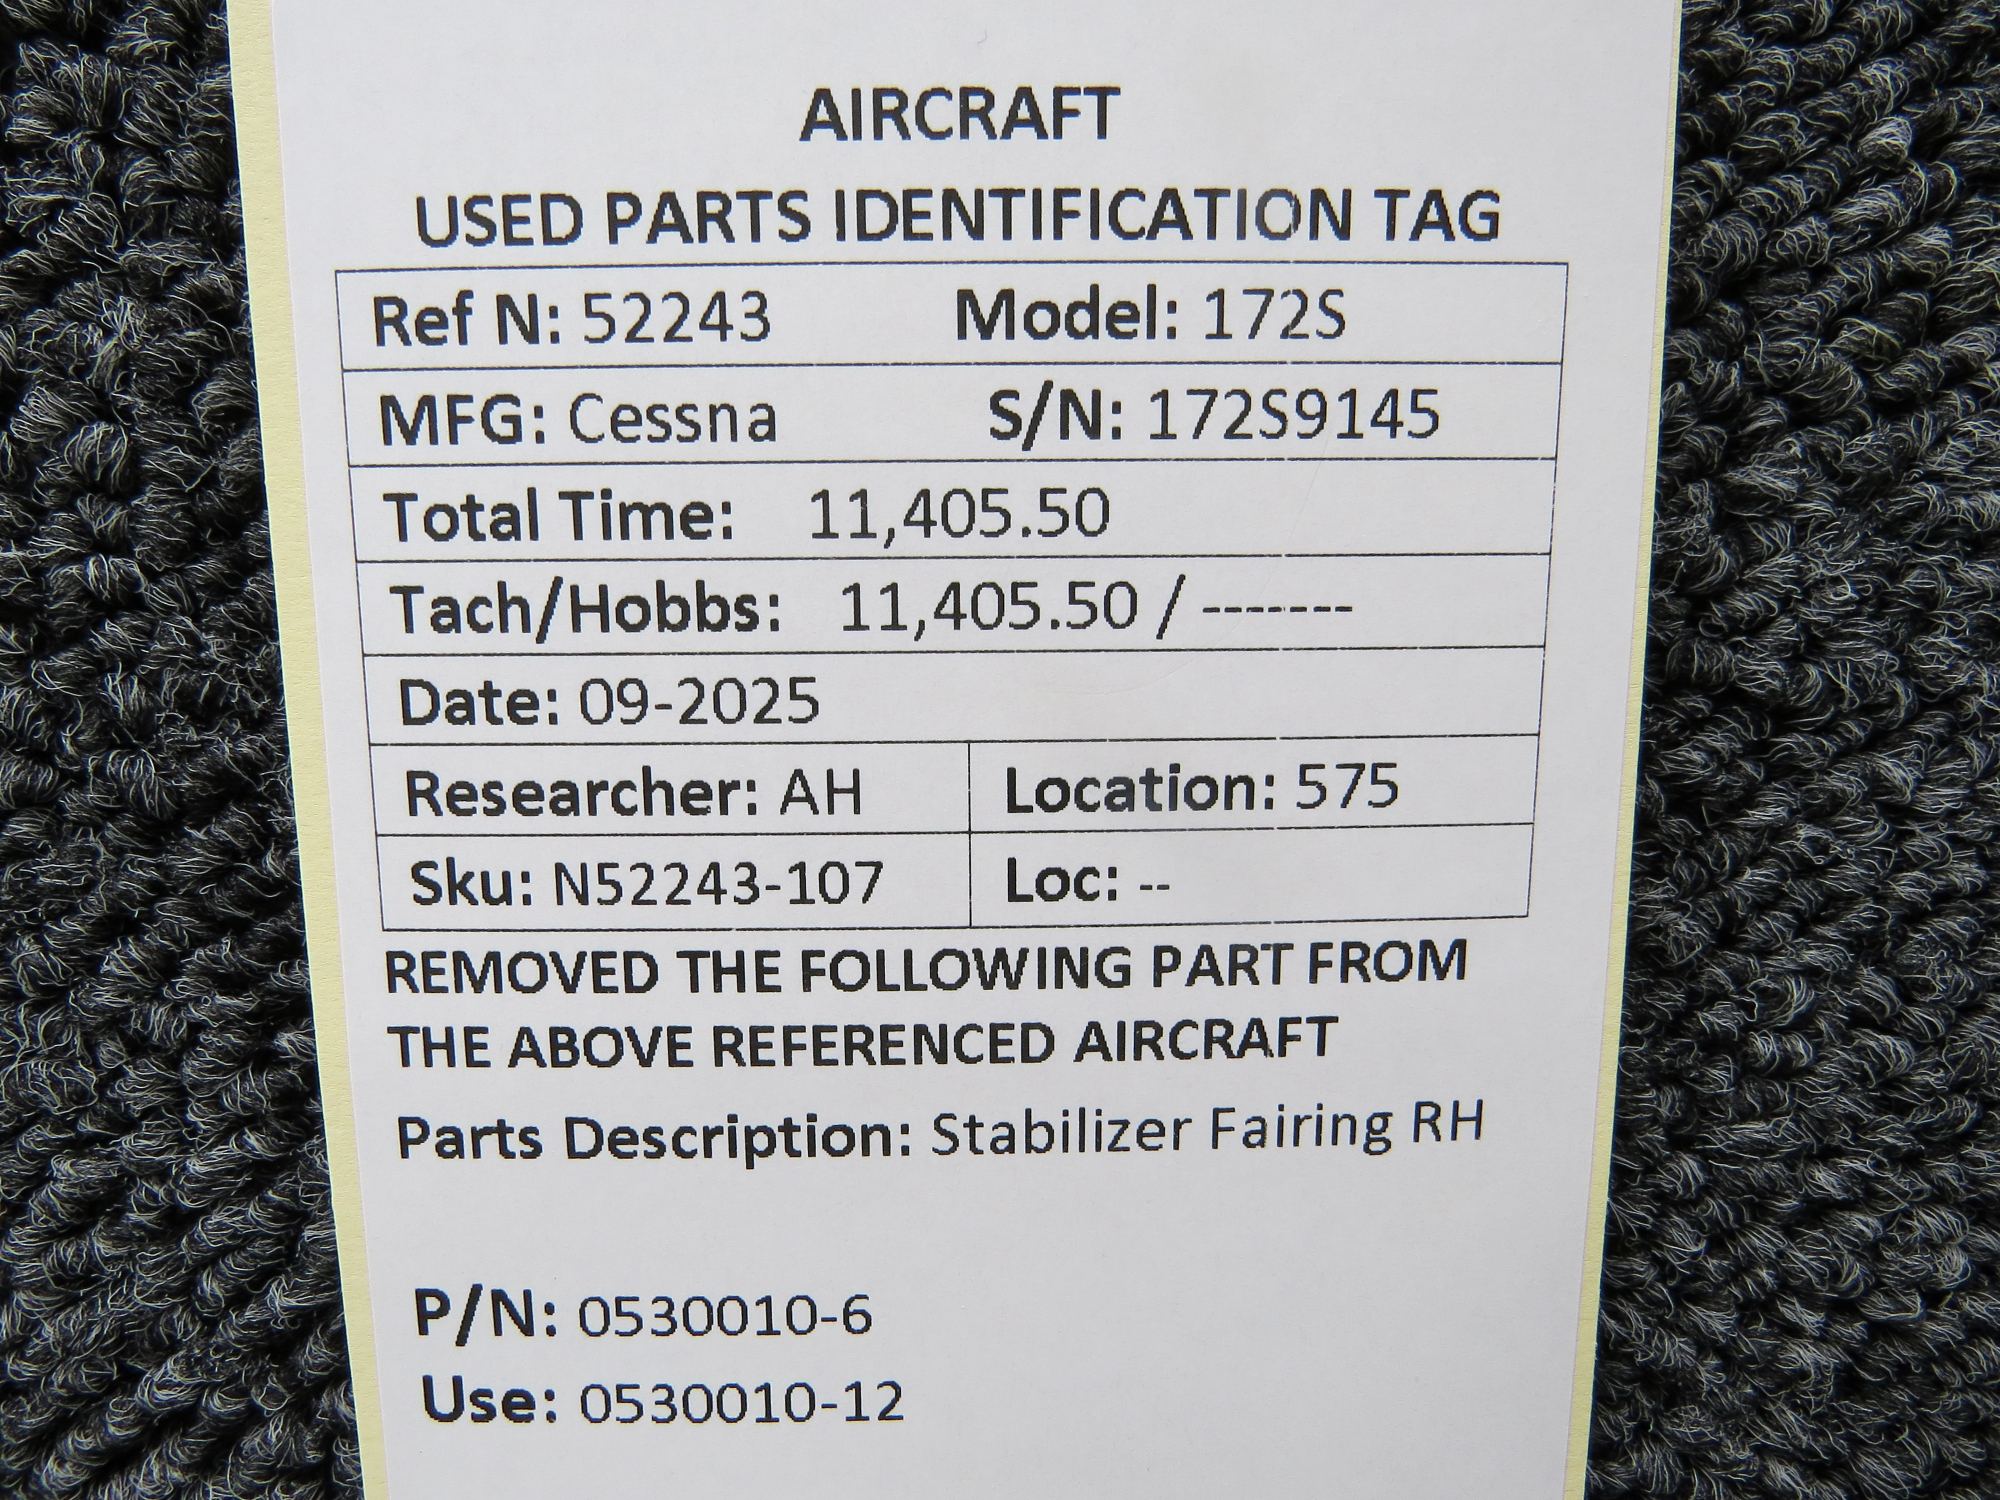 AIRCRAFT
USED PARTS IDENTIFICATION TAG
Ref N: 52243 Model: 172S
MFG: Cessna S/N: 172S9145
Total Time: 11,405.50
Tach/Hobbs: 11,405.50 / -------
Date: 09-2025
Researcher: AH Location: 575
Sku: N52243-107 Loc: --
REMOVED THE FOLLOWING PART FROM
THE ABOVE REFERENCED AIRCRAFT
Parts Description: Stabilizer Fairing RH
P/N: 0530010-6
Use: 0530010-12